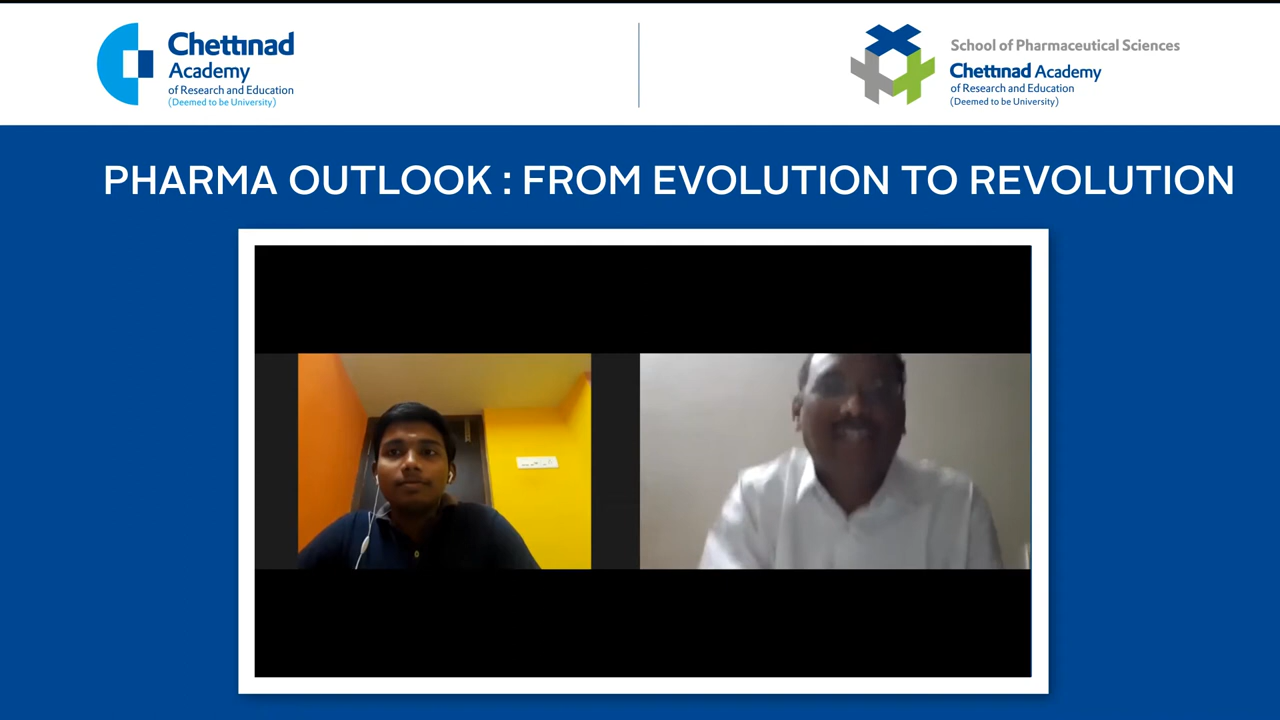 Chettinad
Academy
of Research and Education
(Deemed to be University)
School of Pharmaceutical Sciences
Chettinad Academy
of Research and Education
(Deemed to be University)
PHARMA OUTLOOK : FROM EVOLUTION TO REVOLUTION